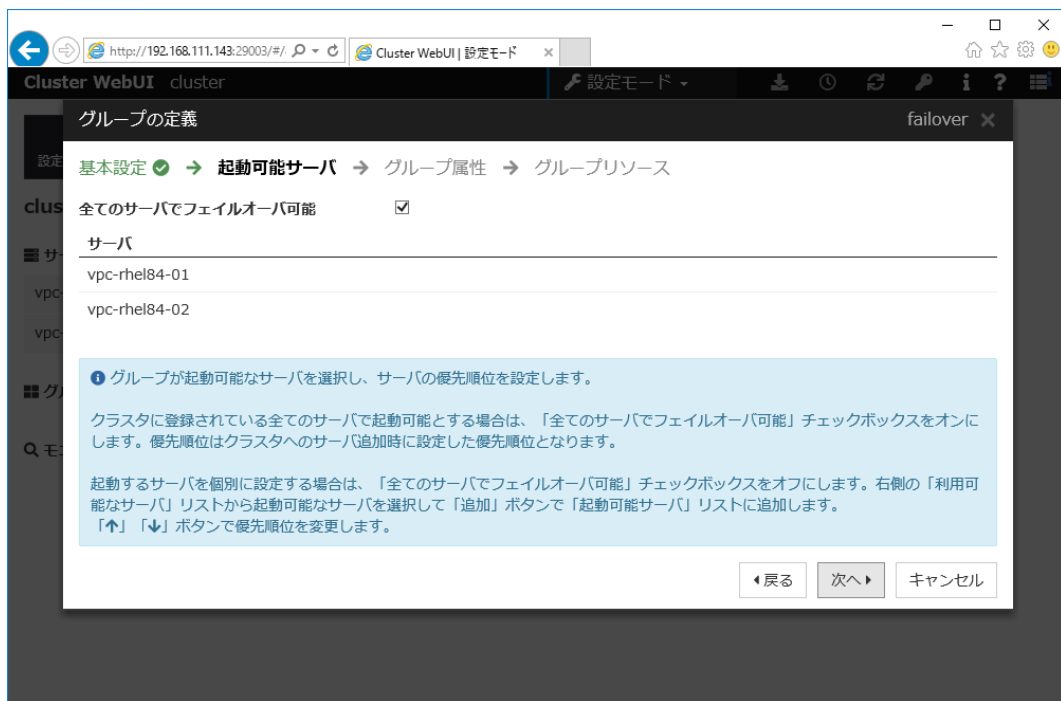 http://192.168.111.143:29003/#/
Cluster WebUI | 設定モード
Cluster WebUI cluster 設定モード
グループの定義 failover
設定
基本設定 → 起動可能サーバ → グループ属性 → グループリソース
clus
全てのサーバでフェイルオーバ可能
サーバ
サー
vpc-rhel84-01
vpc-
vpc-rhel84-02
vpc-
グループが起動可能なサーバを選択し、サーバの優先順位を設定します。
グル
クラスタに登録されている全てのサーバで起動可能とする場合は、「全てのサーバでフェイルオーバ可能」チェックボックスをオンに
します。優先順位はクラスタへのサーバ追加時に設定した優先順位となります。
モニ
起動するサーバを個別に設定する場合は、「全てのサーバでフェイルオーバ可能」チェックボックスをオフにします。右側の「利用可
能なサーバ」リストから起動可能なサーバを選択して「追加」ボタンで「起動可能サーバ」リストに追加します。
「↑」「↓」ボタンで優先順位を変更します。
戻る 次へ キャンセル